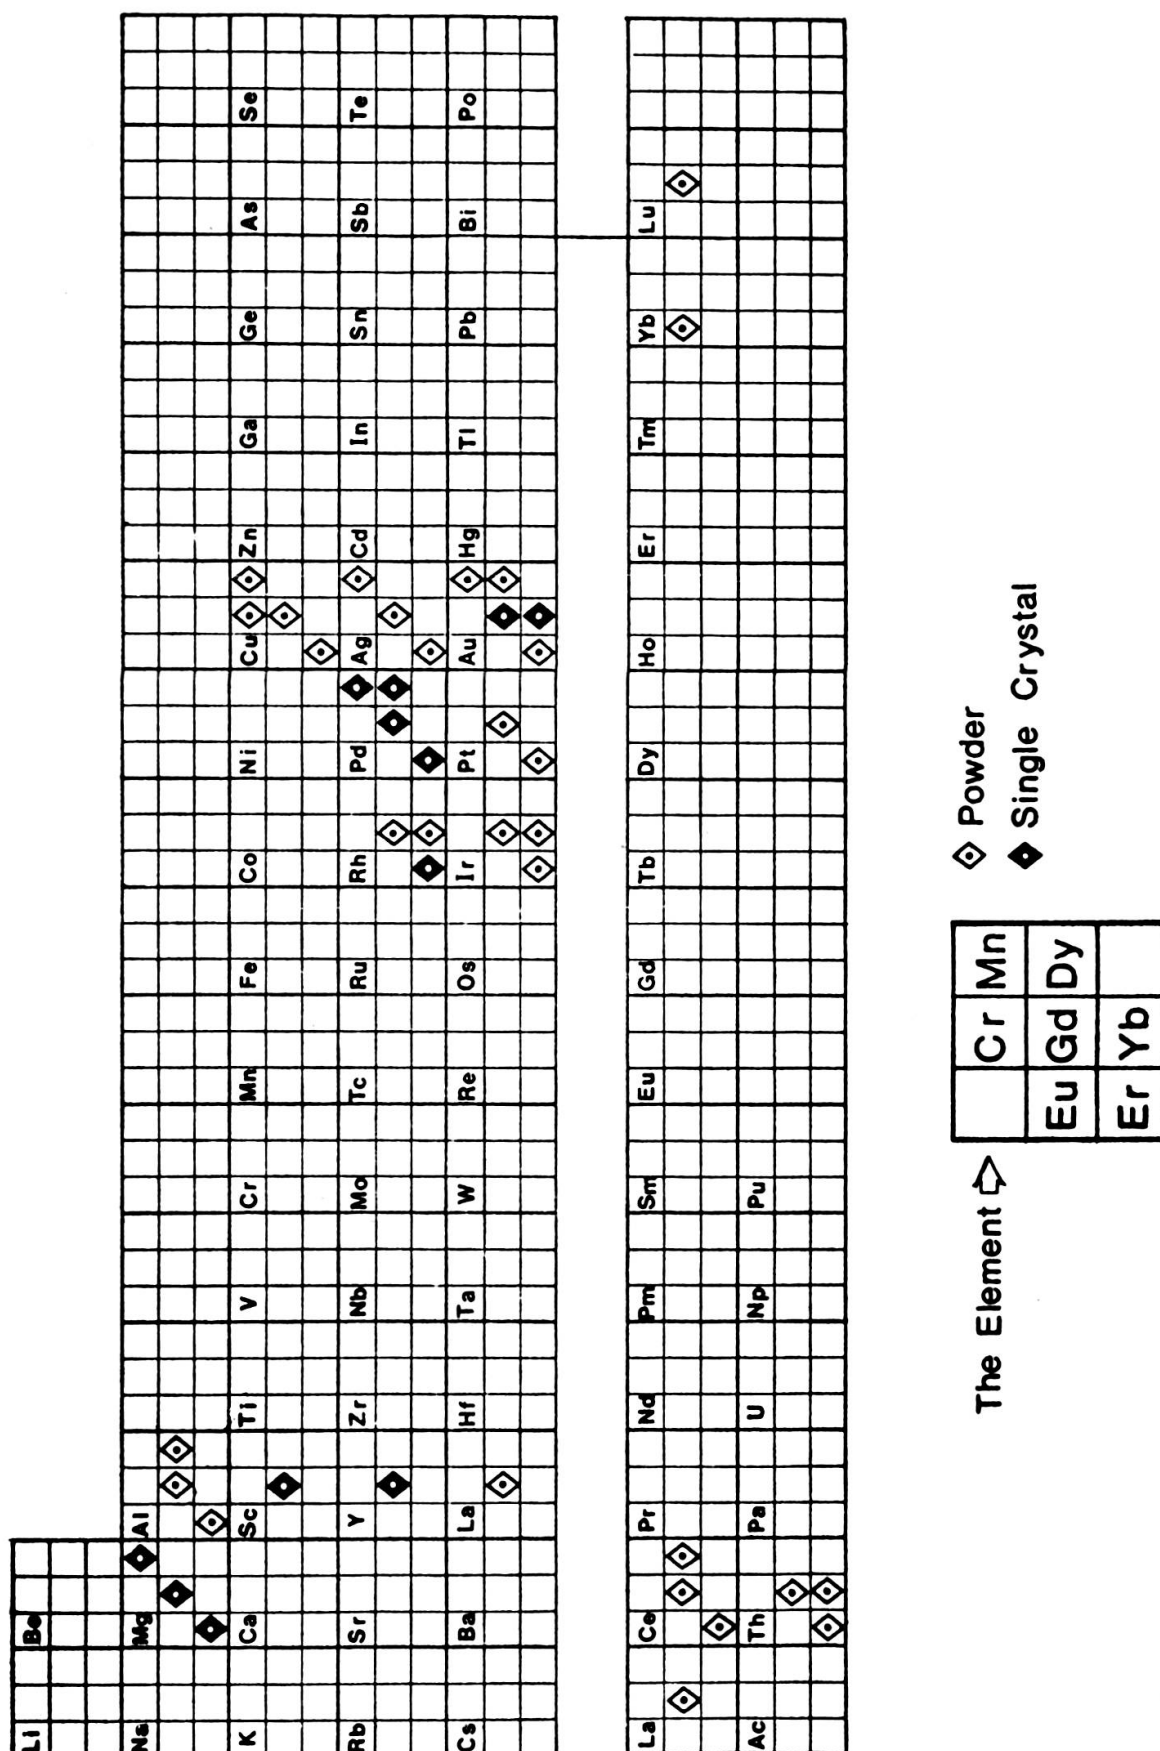 Li Be
Na Mg Al
K Ca Sc Ti V Cr Mn Fe Co Ni Cu Zn Ga Ge As Se
Rb Sr Y Zr Nb Mo Tc Ru Rh Pd Ag Cd In Sn Sb Te
Cs Ba La Hf Ta W Re Os Ir Pt Au Hg Tl Pb Bi Po
La Ce Pr Nd Pm Sm Eu Gd Tb Dy Ho Er Tm Yb Lu
Ac Th Pa U Np Pu
The Element
Cr Mn
Eu Gd Dy
Er Yb
Powder
Single Crystal